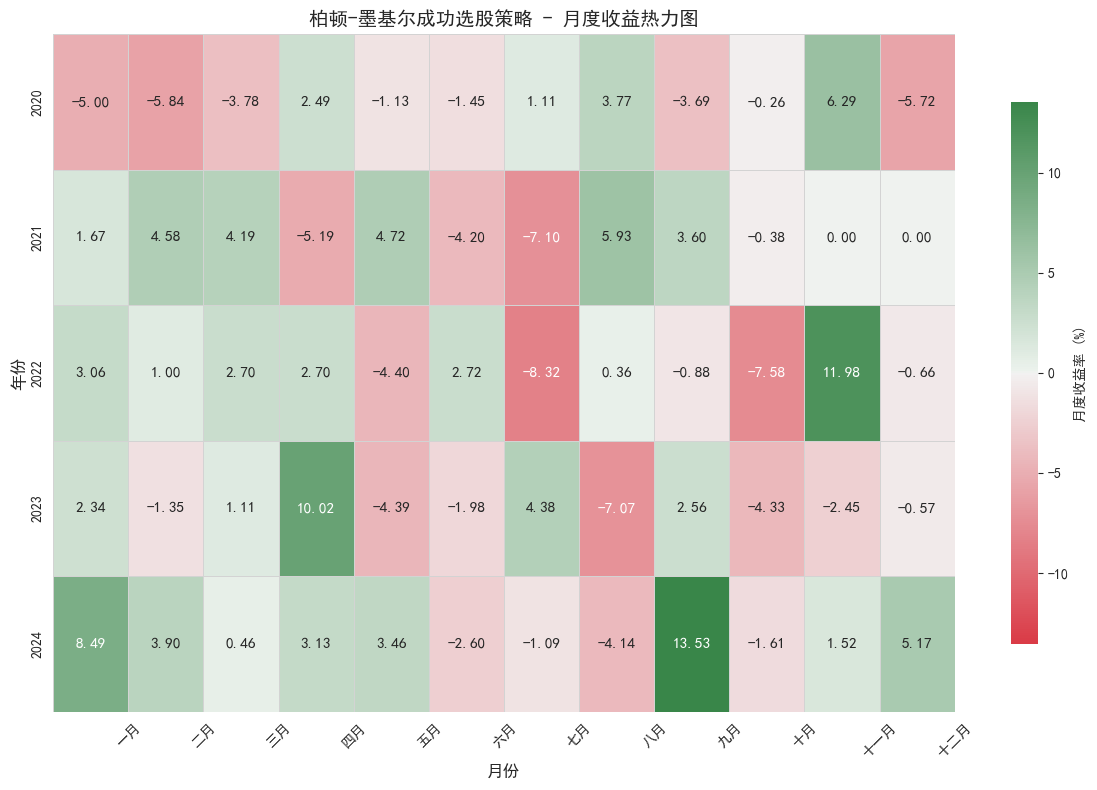 柏顿-墨基尔成功选股策略 - 月度收益热力图
2020 -5.00 -5.84 -3.78 2.49 -1.13 -1.45 1.11 3.77 -3.69 -0.26 6.29 -5.72
2021 1.67 4.58 4.19 -5.19 4.72 -4.20 -7.10 5.93 3.60 -0.38 0.00 0.00
2022 3.06 1.00 2.70 2.70 -4.40 2.72 -8.32 0.36 -0.88 -7.58 11.98 -0.66
2023 2.34 -1.35 1.11 10.02 -4.39 -1.98 4.38 -7.07 2.56 -4.33 -2.45 -0.57
2024 8.49 3.90 0.46 3.13 3.46 -2.60 -1.09 -4.14 13.53 -1.61 1.52 5.17
年份
一月 二月 三月 四月 五月 六月 七月 八月 九月 十月 十一月 十二月
月份
10
5
0
-5
-10
月度收益率 (%)